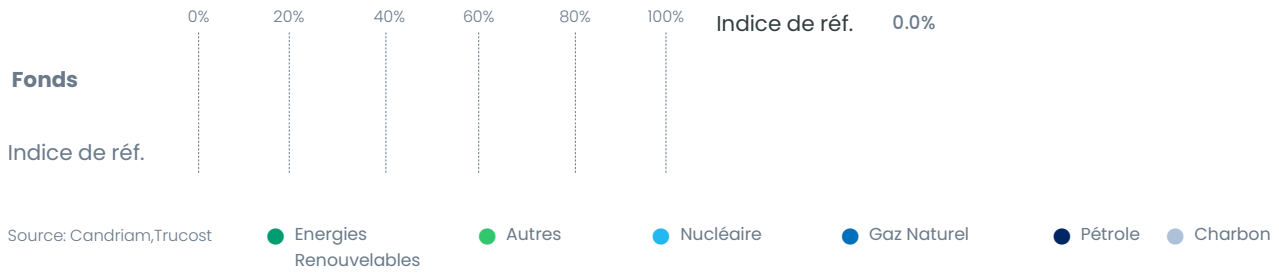 0% 20% 40% 60% 80% 100%
Indice de réf. 0.0%
Fonds
Indice de réf.
Source: Candriam,Trucost
Energies
Renouvelables
Autres
Nucléaire
Gaz Naturel
Pétrole
Charbon